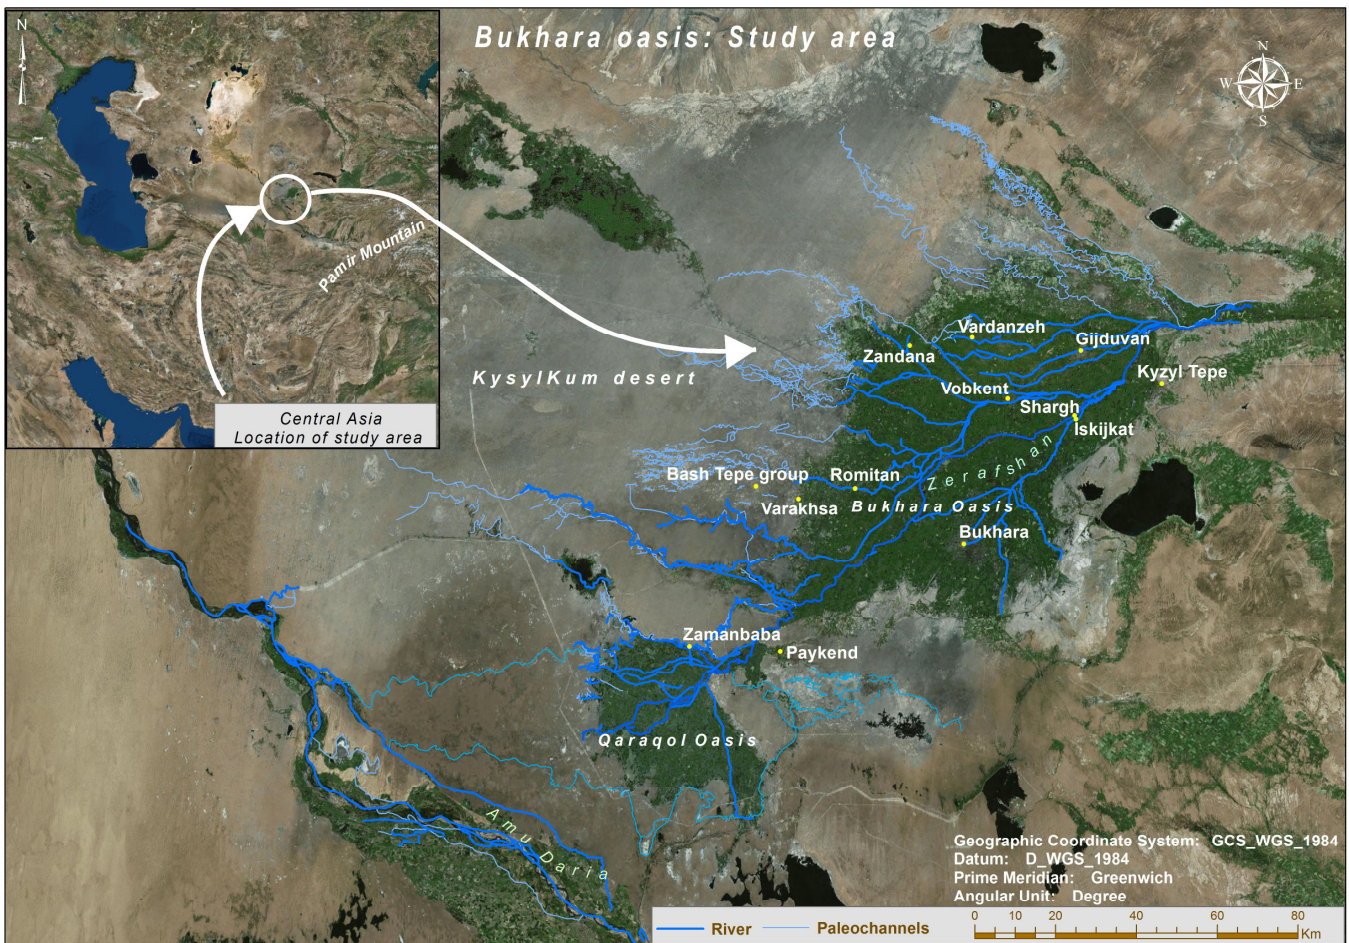 Bukhara oasis: Study area
N
N
W
E
S
Pamir Mountain
Central Asia
Location of study area
KysylKum desert
Vardanzeh
Gijduvan
Zandana
Kyzyl Tepe
Vobkent
Shargh
Iskijkat
Zerafshan
Bash Tepe group
Romitan
Varakhsa
Bukhara Oasis
Bukhara
Zamanbaba
Paykend
Qaraqol Oasis
Amu Daria
Geographic Coordinate System: GCS_WGS_1984
Datum: D_WGS_1984
Prime Meridian: Greenwich
Angular Unit: Degree
River
Paleochannels
0 10 20 40 60 80
Km